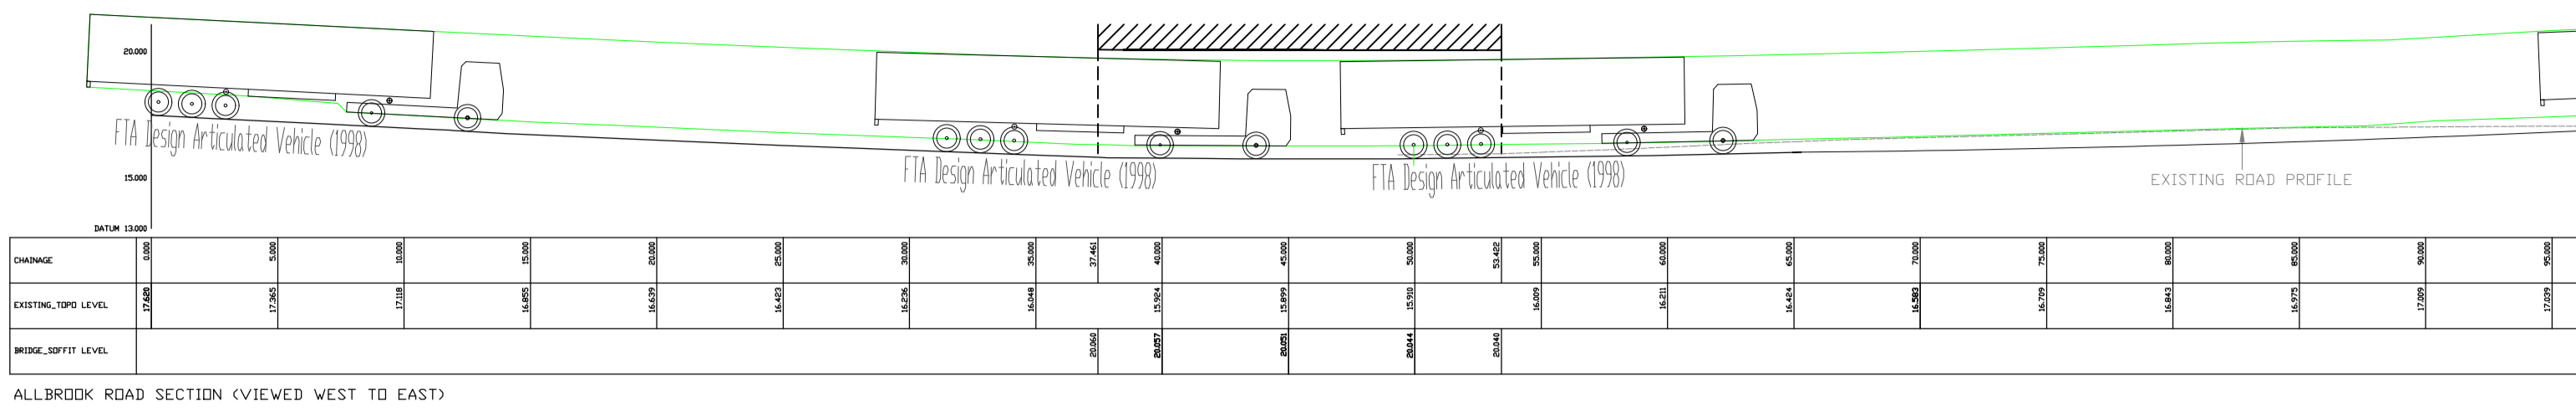 20.000
FTA Design Articulated Vehicle (1998)
FTA Design Articulated Vehicle (1998)
FTA Design Articulated Vehicle (1998)
15.000
EXISTING ROAD PROFILE
DATUM 13.000
CHAINAGE 0.000 5.000 10.000 15.000 20.000 25.000 30.000 35.000 37.461 40.000 45.000 50.000 53.422 55.000 60.000 65.000 70.000 75.000 80.000 85.000 90.000 95.000
EXISTING_TOPO LEVEL 17.620 17.365 17.118 16.855 16.639 16.423 16.236 16.048 15.924 15.899 15.910 16.009 16.211 16.424 16.583 16.709 16.843 16.975 17.009 17.039
BRIDGE_SOFFIT LEVEL 20.060 20.057 20.051 20.044 20.040
ALLBROOK ROAD SECTION (VIEWED WEST TO EAST)